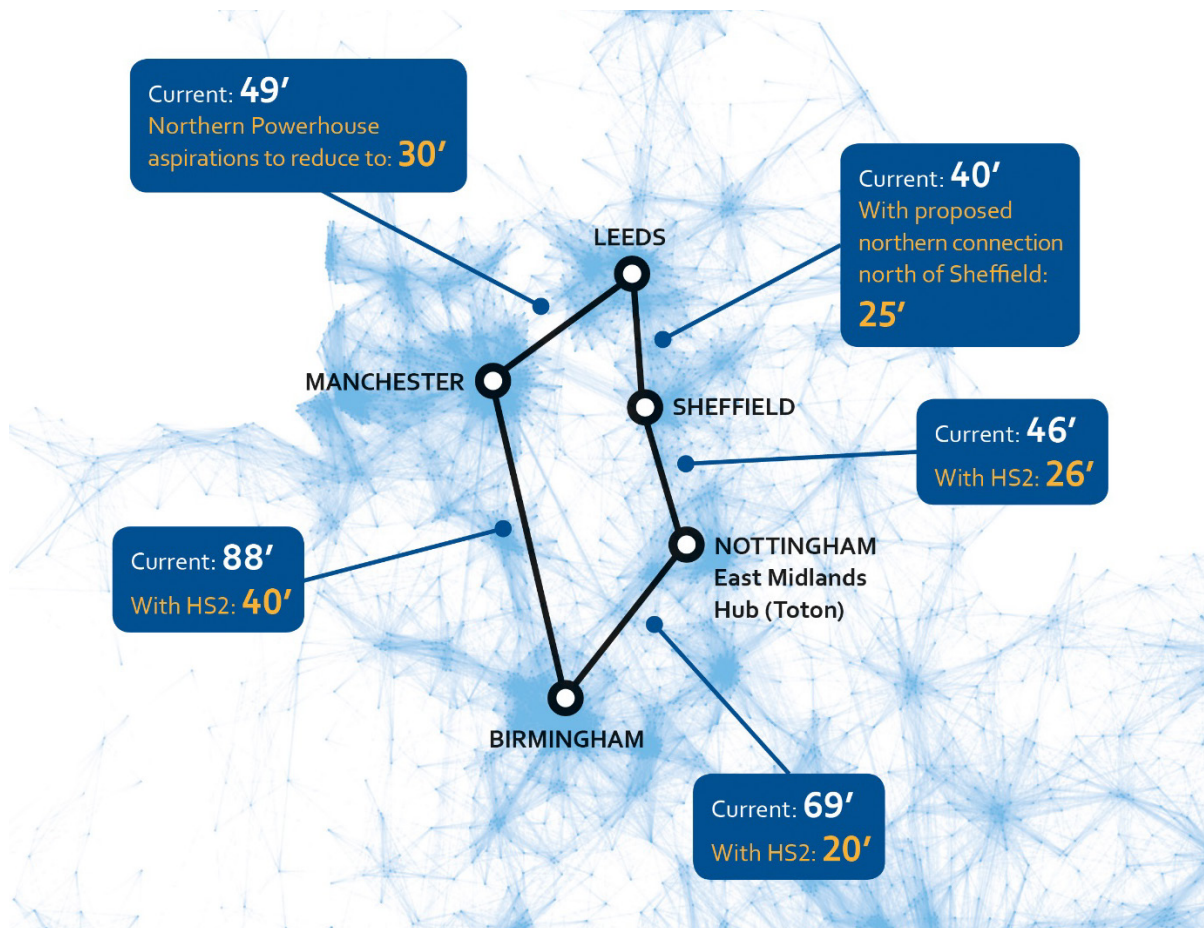 Current: 49’
Northern Powerhouse
aspirations to reduce to: 30’
Current: 40’
With proposed
northern connection
north of Sheffield:
25’
LEEDS
MANCHESTER
SHEFFIELD
Current: 46’
With HS2: 26’
Current: 88’
With HS2: 40’
NOTTINGHAM
East Midlands
Hub (Toton)
BIRMINGHAM
Current: 69’
With HS2: 20’